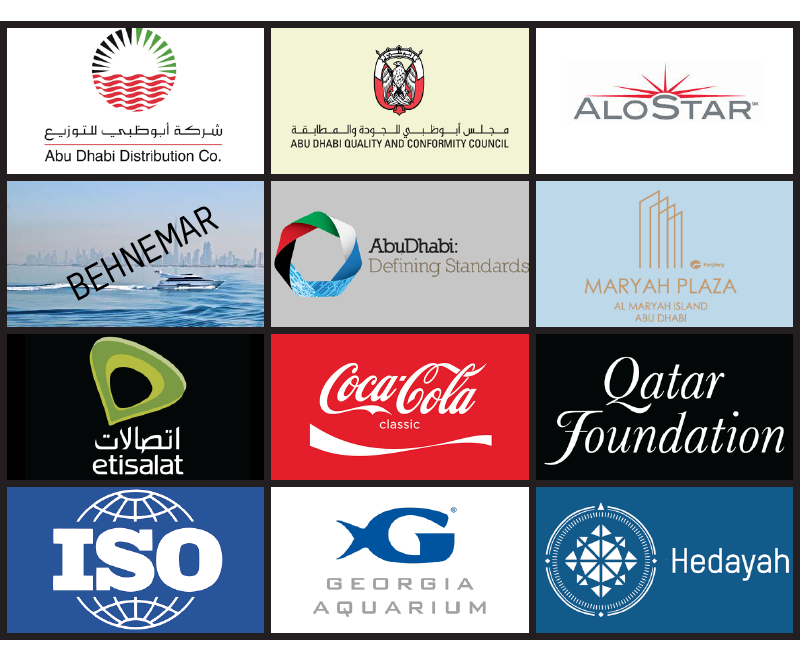 شركة أبوظبي للتوزيع
Abu Dhabi Distribution Co.
مجلس أبوظبي للجودة والمطابقة
ABU DHABI QUALITY AND CONFORMITY COUNCIL
ALOSTAR SM
BEHNEMAR
AbuDhabi:
Defining Standards
MARYAH PLAZA
AL MARYAH ISLAND
ABU DHABI
اتصالات
etisalat
Coca-Cola
classic
Qatar
Foundation
ISO
G®
GEORGIA
AQUARIUM
Hedayah